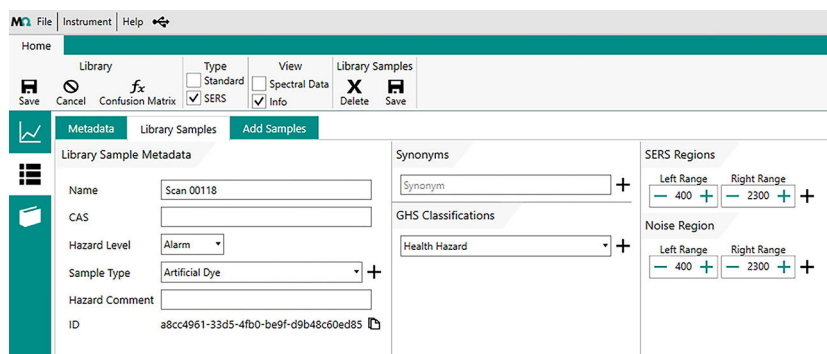 MQ File Instrument Help
Home
Library
Type
View
Library Samples
Save
Cancel
fx
Confusion Matrix
Standard
SERS
Spectral Data
Info
Delete
Save
Metadata
Library Samples
Add Samples
Library Sample Metadata
Name
Scan 00118
CAS
Hazard Level
Alarm
Sample Type
Artificial Dye
Hazard Comment
ID
a8cc4961-33d5-4fb0-be9f-d9b48c60ed85
Synonyms
Synonym
GHS Classifications
Health Hazard
SERS Regions
Left Range Right Range
400 2300
Noise Region
Left Range Right Range
400 2300